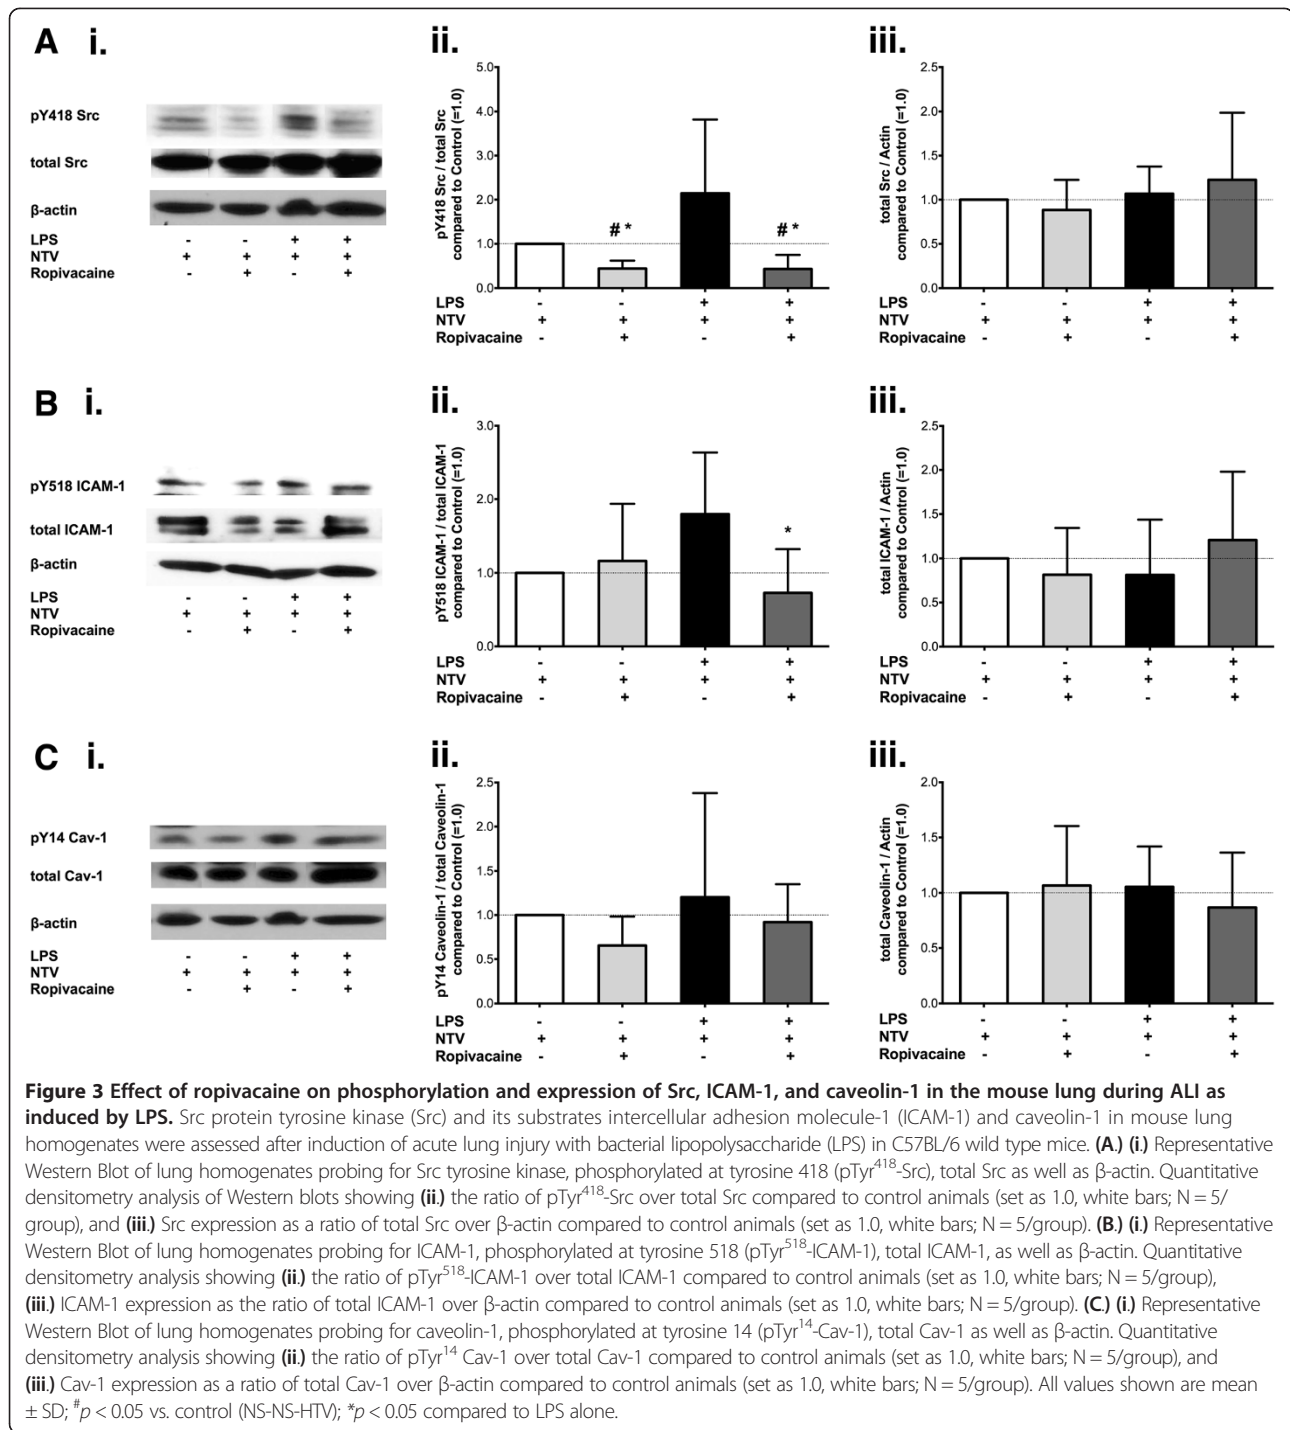 A i.
pY418 Src
total Src
β-actin
LPS - - + +
NTV + + + +
Ropivacaine - + - +
ii.
pY418 Src / total Src
compared to Control (=1.0)
5.0
4.0
3.0
2.0
1.0
0.0
# *
# *
LPS - - + +
NTV + + + +
Ropivacaine - + - +
iii.
total Src / Actin
compared to Control (=1.0)
2.5
2.0
1.5
1.0
0.5
0.0
LPS - - + +
NTV + + + +
Ropivacaine - + - +
B i.
pY518 ICAM-1
total ICAM-1
β-actin
LPS - - + +
NTV + + + +
Ropivacaine - + - +
ii.
pY518 ICAM-1 / total ICAM-1
compared to Control (=1.0)
3.0
2.0
1.0
0.0
*
LPS - - + +
NTV + + + +
Ropivacaine - + - +
iii.
total ICAM-1 / Actin
compared to Control (=1.0)
2.5
2.0
1.5
1.0
0.5
0.0
LPS - - + +
NTV + + + +
Ropivacaine - + - +
C i.
pY14 Cav-1
total Cav-1
β-actin
LPS - - + +
NTV + + + +
Ropivacaine - + - +
ii.
pY14 Caveolin-1 / total Caveolin-1
compared to Control (=1.0)
2.5
2.0
1.5
1.0
0.5
0.0
LPS - - + +
NTV + + + +
Ropivacaine - + - +
iii.
total Caveolin-1 / Actin
compared to Control (=1.0)
2.0
1.5
1.0
0.5
0.0
LPS - - + +
NTV + + + +
Ropivacaine - + - +
Figure 3 Effect of ropivacaine on phosphorylation and expression of Src, ICAM-1, and caveolin-1 in the mouse lung during ALI as
induced by LPS. Src protein tyrosine kinase (Src) and its substrates intercellular adhesion molecule-1 (ICAM-1) and caveolin-1 in mouse lung
homogenates were assessed after induction of acute lung injury with bacterial lipopolysaccharide (LPS) in C57BL/6 wild type mice. (A.) (i.) Representative
Western Blot of lung homogenates probing for Src tyrosine kinase, phosphorylated at tyrosine 418 (pTyr418-Src), total Src as well as β-actin. Quantitative
densitometry analysis of Western blots showing (ii.) the ratio of pTyr418-Src over total Src compared to control animals (set as 1.0, white bars; N = 5/
group), and (iii.) Src expression as a ratio of total Src over β-actin compared to control animals (set as 1.0, white bars; N = 5/group). (B.) (i.) Representative
Western Blot of lung homogenates probing for ICAM-1, phosphorylated at tyrosine 518 (pTyr518-ICAM-1), total ICAM-1, as well as β-actin. Quantitative
densitometry analysis showing (ii.) the ratio of pTyr518-ICAM-1 over total ICAM-1 compared to control animals (set as 1.0, white bars; N = 5/group),
(iii.) ICAM-1 expression as the ratio of total ICAM-1 over β-actin compared to control animals (set as 1.0, white bars; N = 5/group). (C.) (i.) Representative
Western Blot of lung homogenates probing for caveolin-1, phosphorylated at tyrosine 14 (pTyr14-Cav-1), total Cav-1 as well as β-actin. Quantitative
densitometry analysis showing (ii.) the ratio of pTyr14 Cav-1 over total Cav-1 compared to control animals (set as 1.0, white bars; N = 5/group), and
(iii.) Cav-1 expression as a ratio of total Cav-1 over β-actin compared to control animals (set as 1.0, white bars; N = 5/group). All values shown are mean
± SD; #p < 0.05 vs. control (NS-NS-HTV); *p < 0.05 compared to LPS alone.